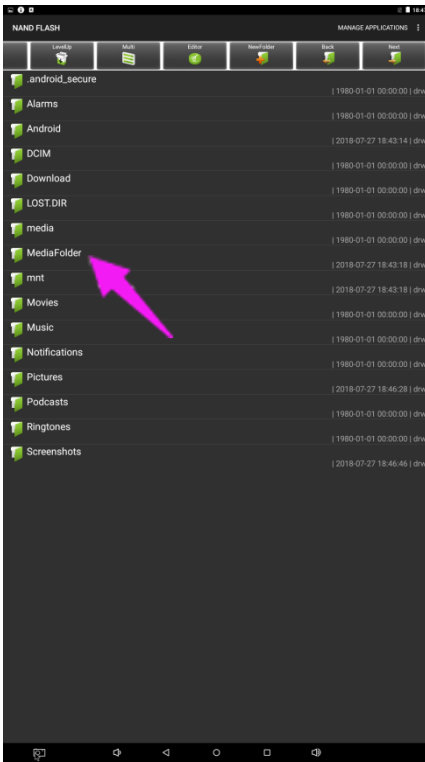 18:47
NAND FLASH MANAGE APPLICATIONS
LevelUp Multi Editor NewFolder Back Next
.android_secure
| 1980-01-01 00:00:00 | drw
Alarms
| 1980-01-01 00:00:00 | drw
Android
| 2018-07-27 18:43:14 | drw
DCIM
| 1980-01-01 00:00:00 | drw
Download
| 1980-01-01 00:00:00 | drw
LOST.DIR
| 1980-01-01 00:00:00 | drw
media
| 1980-01-01 00:00:00 | drw
MediaFolder
| 2018-07-27 18:43:18 | drw
mnt
| 2018-07-27 18:43:18 | drw
Movies
| 1980-01-01 00:00:00 | drw
Music
| 1980-01-01 00:00:00 | drw
Notifications
| 1980-01-01 00:00:00 | drw
Pictures
| 2018-07-27 18:46:28 | drw
Podcasts
| 1980-01-01 00:00:00 | drw
Ringtones
| 1980-01-01 00:00:00 | drw
Screenshots
| 2018-07-27 18:46:46 | drw